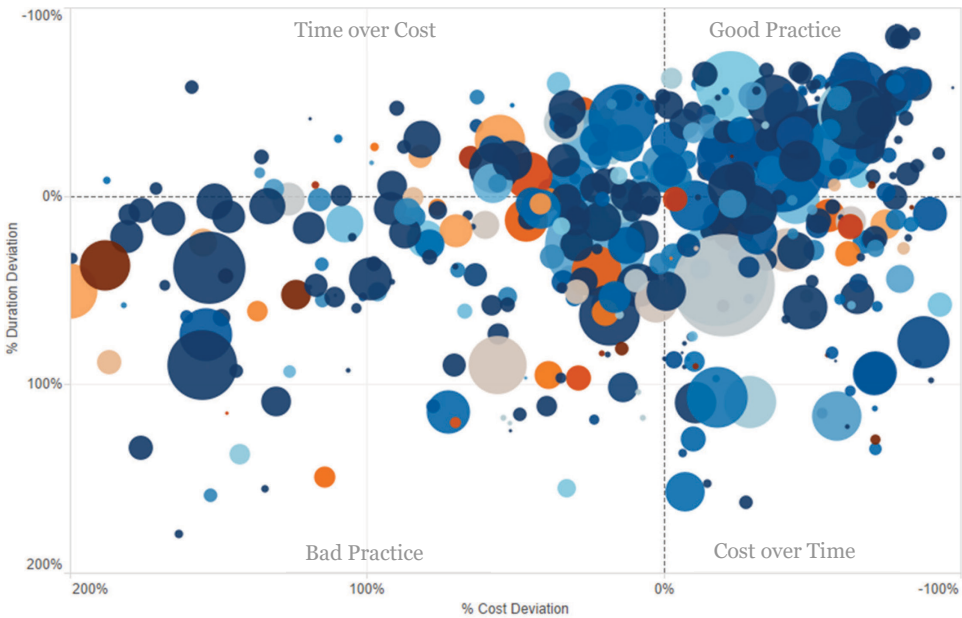 -100%
Time over Cost
Good Practice
0%
% Duration Deviation
100%
Bad Practice
Cost over Time
200%
200%
100%
0%
-100%
% Cost Deviation